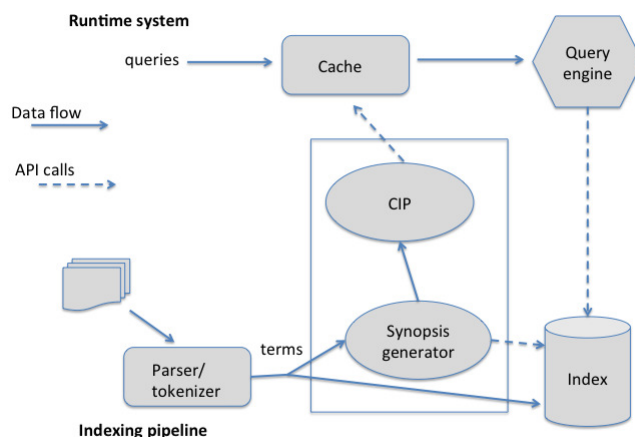 Runtime system
queries
Cache
Query
engine
Data flow
API calls
CIP
Synopsis
generator
terms
Parser/
tokenizer
Index
Indexing pipeline